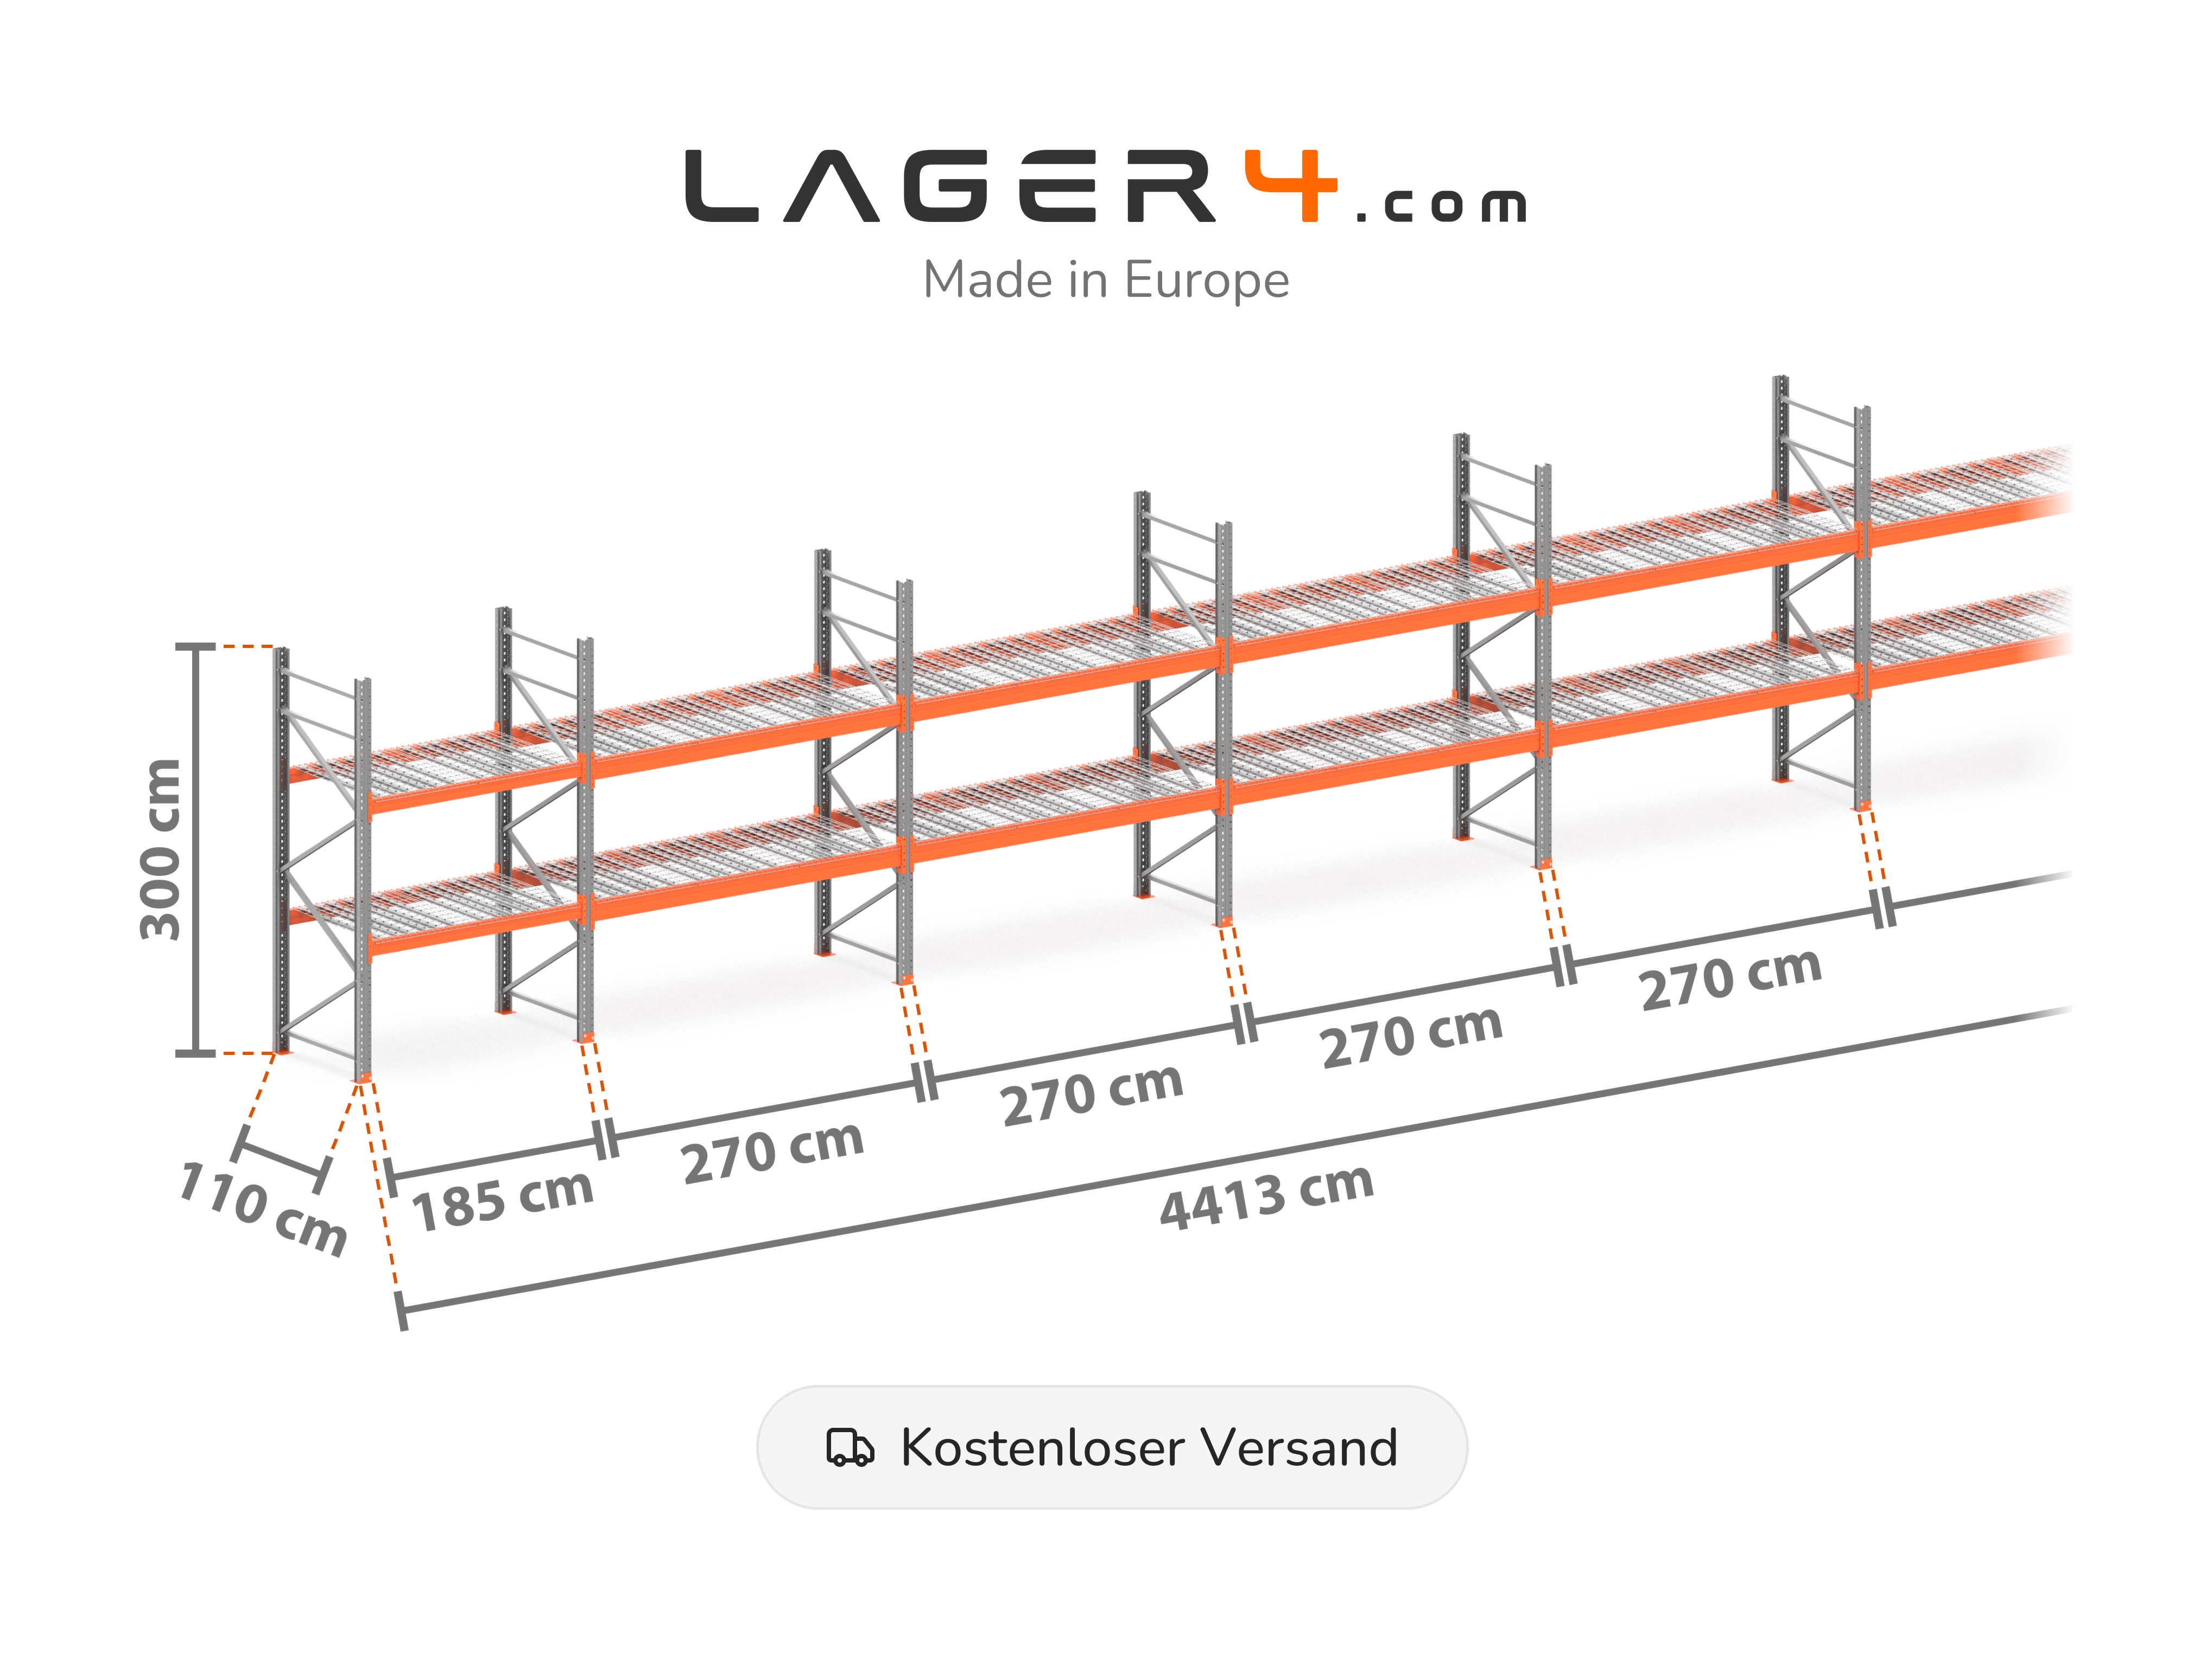 LAGER4.com
Made in Europe
300 cm
110 cm
185 cm
270 cm
270 cm
270 cm
270 cm
4413 cm
Kostenloser Versand